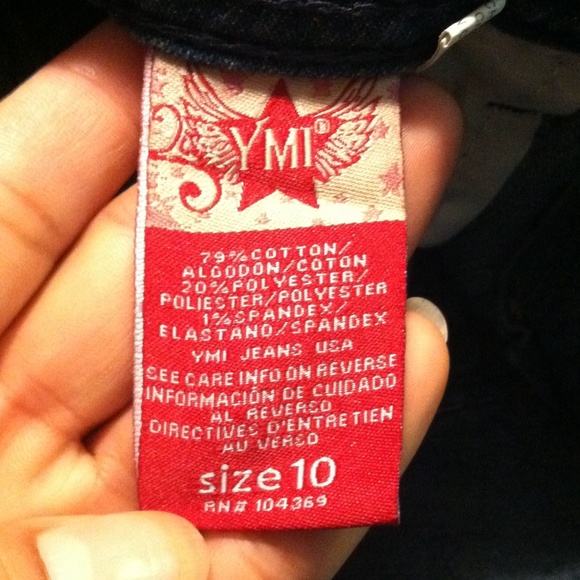 YMI®
79% COTTON/
ALGODON/COTON
20% POLYESTER/
POLIESTER/POLYESTER
1% SPANDEX/
ELASTANO/SPANDEX
YMI JEANS USA
SEE CARE INFO ON REVERSE
INFORMACIÓN DE CUIDADO
AL REVERSO
DIRECTIVES D'ENTRETIEN
AU VERSO
size 10
RN# 104369